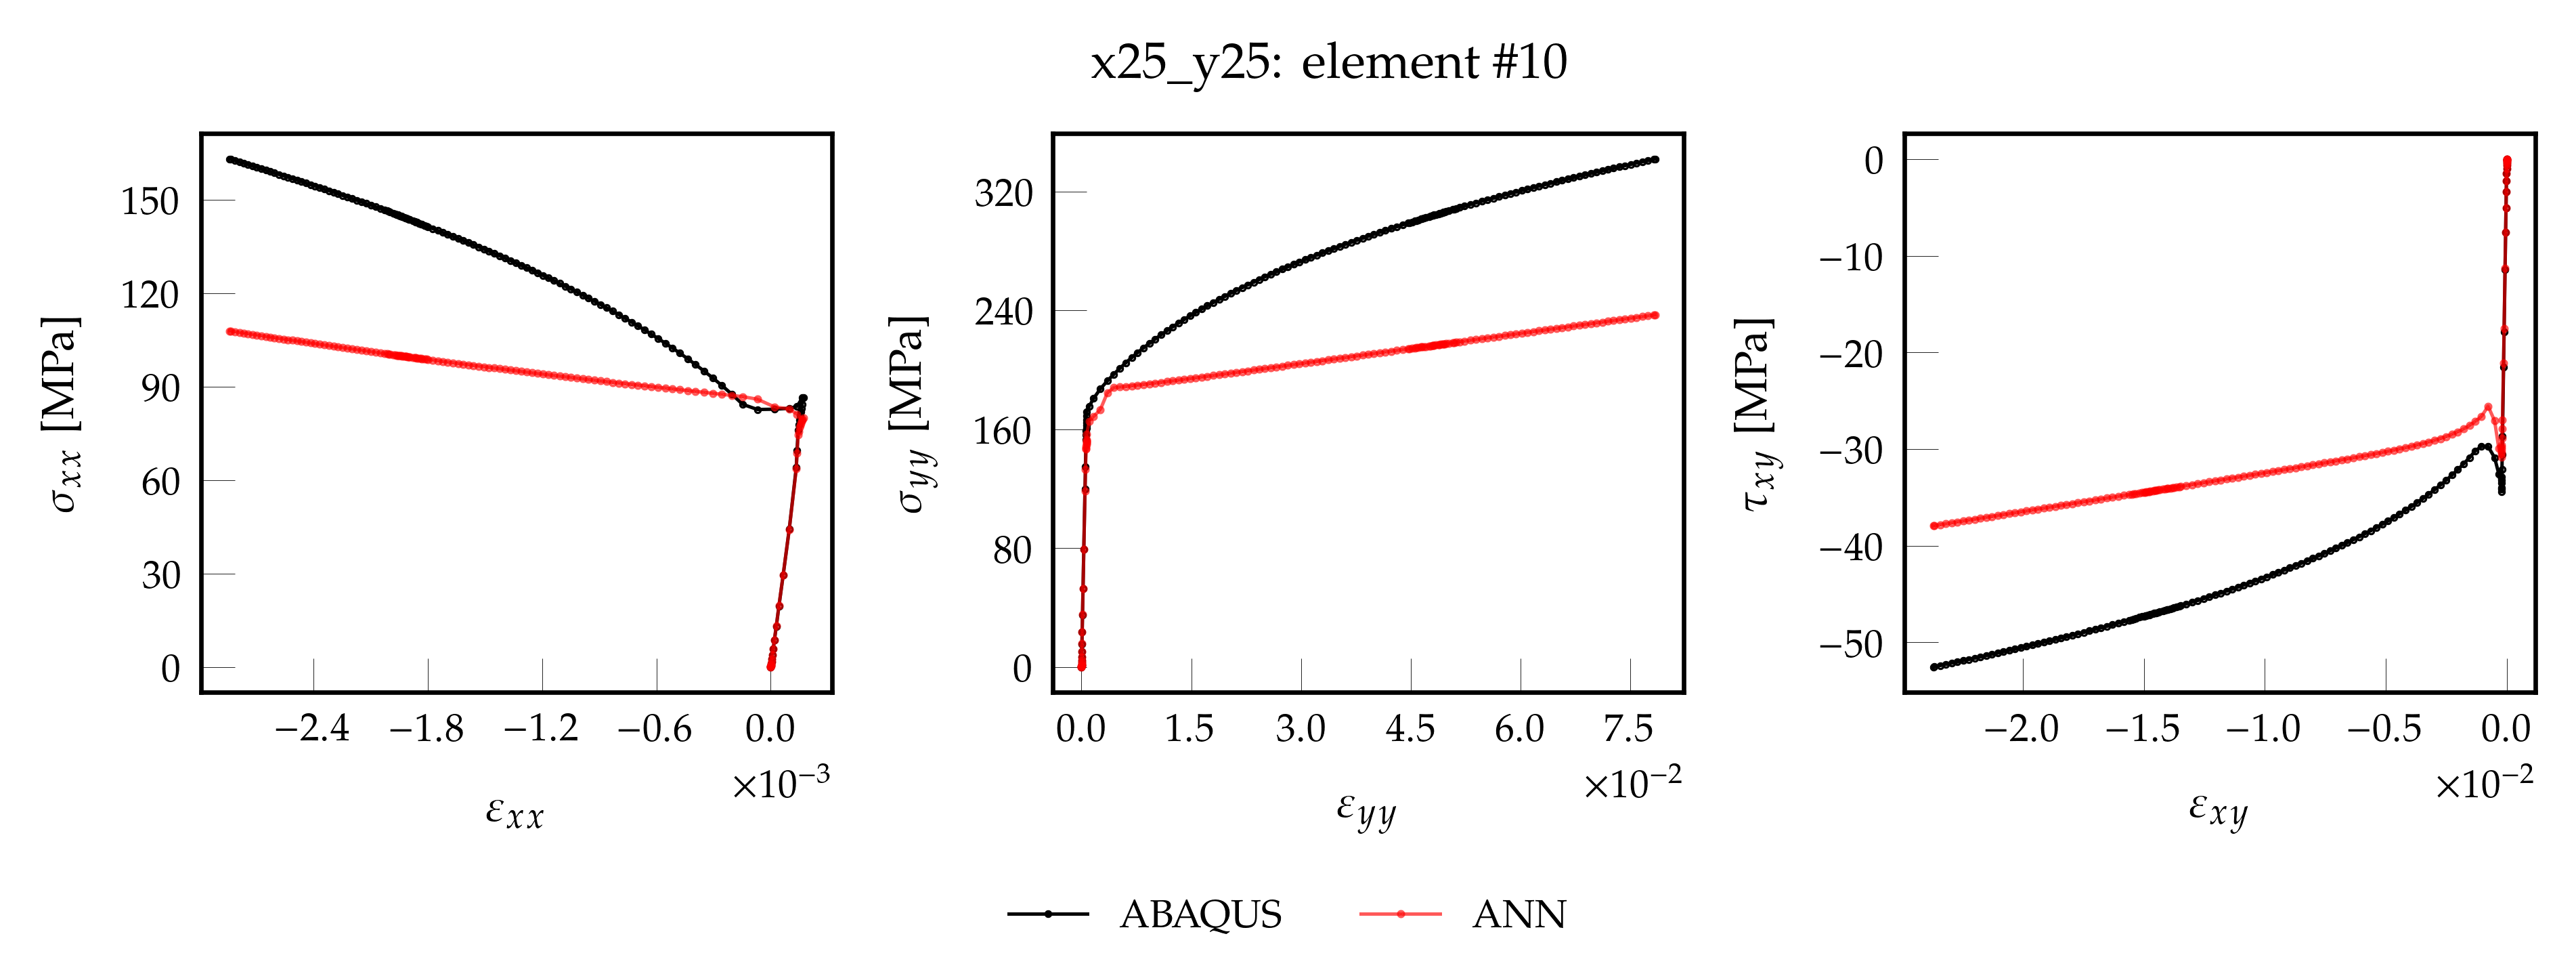 x25_y25: element #10
150
120
90
60
30
0
σxx [MPa]
−2.4 −1.8 −1.2 −0.6 0.0
×10⁻³
εxx
320
240
160
80
0
σyy [MPa]
0.0 1.5 3.0 4.5 6.0 7.5
×10⁻²
εyy
0
−10
−20
−30
−40
−50
τxy [MPa]
−2.0 −1.5 −1.0 −0.5 0.0
×10⁻²
εxy
ABAQUS ANN